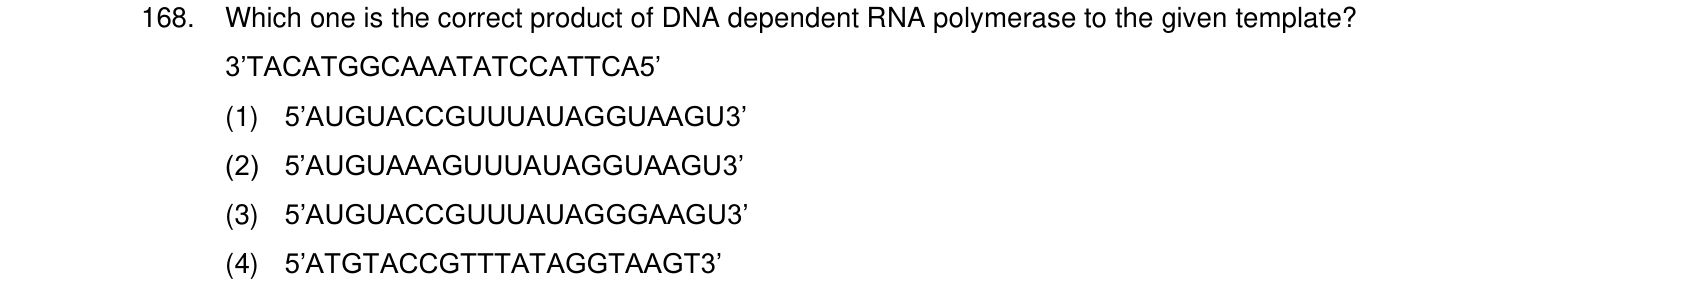 168. Which one is the correct product of DNA dependent RNA polymerase to the given template?
3’TACATGGCAAATATCCATTCA5’
(1) 5’AUGUACCGUUUAUAGGUAAGU3’
(2) 5’AUGUAAAGUUUAUAGGUAAGU3’
(3) 5’AUGUACCGUUUAUAGGGAAGU3’
(4) 5’ATGTACCGTTTATAGGTAAGT3’